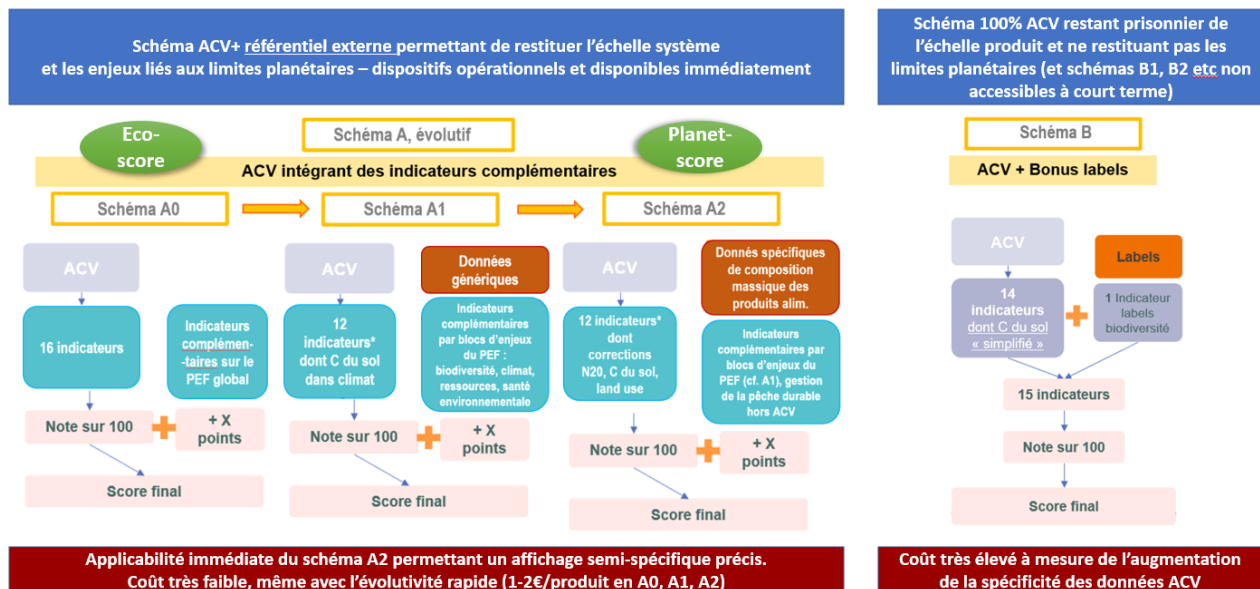 Schéma ACV+ référentiel externe permettant de restituer l'échelle système
et les enjeux liés aux limites planétaires – dispositifs opérationnels et disponibles immédiatement
Schéma 100% ACV restant prisonnier de
l'échelle produit et ne restituant pas les
limites planétaires (et schémas B1, B2 etc non
accessibles à court terme)
Eco-
score
Schéma A, évolutif
Planet-
score
ACV intégrant des indicateurs complémentaires
Schéma A0
Schéma A1
Schéma A2
ACV
16 indicateurs
Indicateurs
complémen-
-taires sur le
PEF global
Note sur 100
+ X
points
Score final
ACV
12
indicateurs*
dont C du sol
dans climat
Données
génériques
Indicateurs
complémentaires
par blocs d'enjeux
du PEF :
biodiversité, climat,
ressources, santé
environnementale
Note sur 100
+ X
points
Score final
ACV
12 indicateurs*
dont
corrections
N20, C du sol,
land use
Donnés spécifiques
de composition
massique des
produits alim.
Indicateurs
complémentaires par
blocs d'enjeux du
PEF (cf. A1), gestion
de la pêche durable
hors ACV
Note sur 100
+ X
points
Score final
Schéma B
ACV + Bonus labels
ACV
Labels
14
indicateurs
dont C du sol
« simplifié »
1 Indicateur
labels
biodiversité
15 indicateurs
Note sur 100
Score final
Applicabilité immédiate du schéma A2 permettant un affichage semi-spécifique précis.
Coût très faible, même avec l'évolutivité rapide (1-2€/produit en A0, A1, A2)
Coût très élevé à mesure de l'augmentation
de la spécificité des données ACV